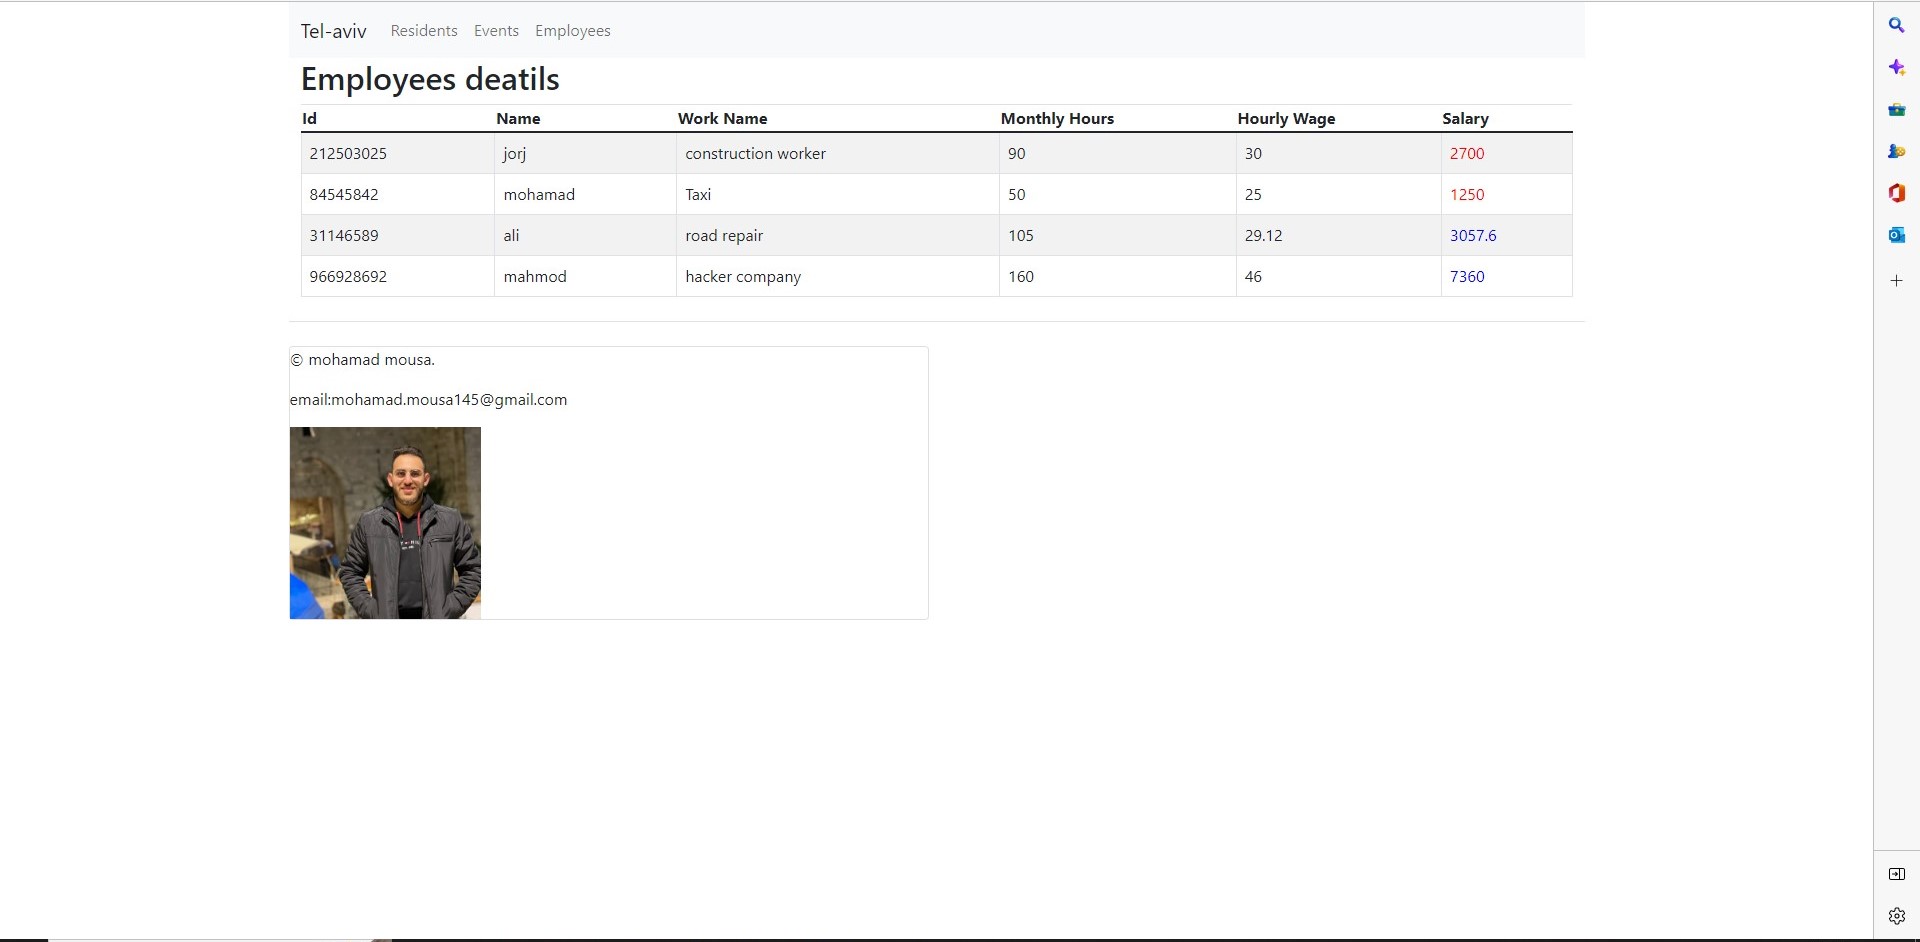 Tel-aviv Residents Events Employees
Employees deatils
Id Name Work Name Monthly Hours Hourly Wage Salary
212503025 jorj construction worker 90 30 2700
84545842 mohamad Taxi 50 25 1250
31146589 ali road repair 105 29.12 3057.6
966928692 mahmod hacker company 160 46 7360
© mohamad mousa.
email:mohamad.mousa145@gmail.com